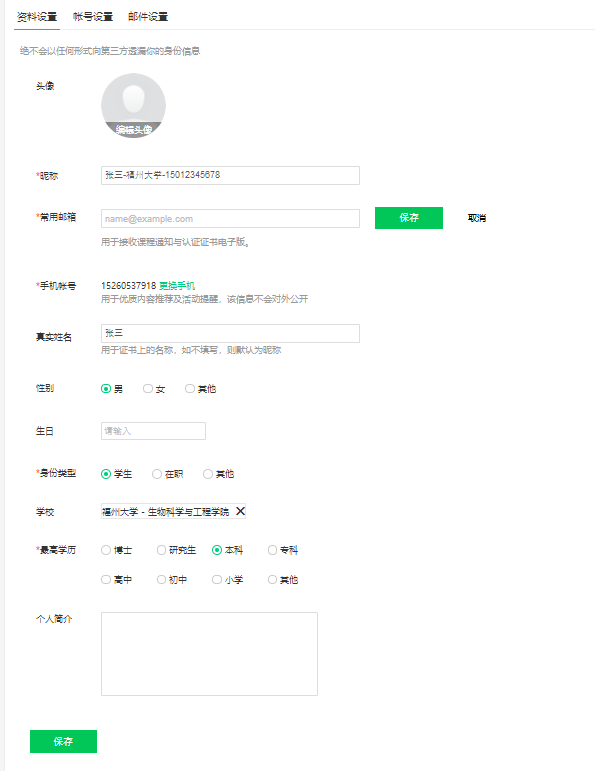 资料设置 帐号设置 邮件设置
绝不会以任何形式向第三方透漏你的身份信息
头像
编辑头像
*昵称 张三-福州大学-15012345678
*常用邮箱 name@example.com 保存 取消
用于接收课程通知与认证证书电子版。
*手机帐号 15260537918 更换手机
用于优质内容推荐及活动提醒，该信息不会对外公开
真实姓名 张三
用于证书上的名称，如不填写，则默认为昵称
性别 男 女 其他
生日 请输入
*身份类型 学生 在职 其他
学校 福州大学 - 生物科学与工程学院 ✕
*最高学历 博士 研究生 本科 专科
高中 初中 小学 其他
个人简介
保存